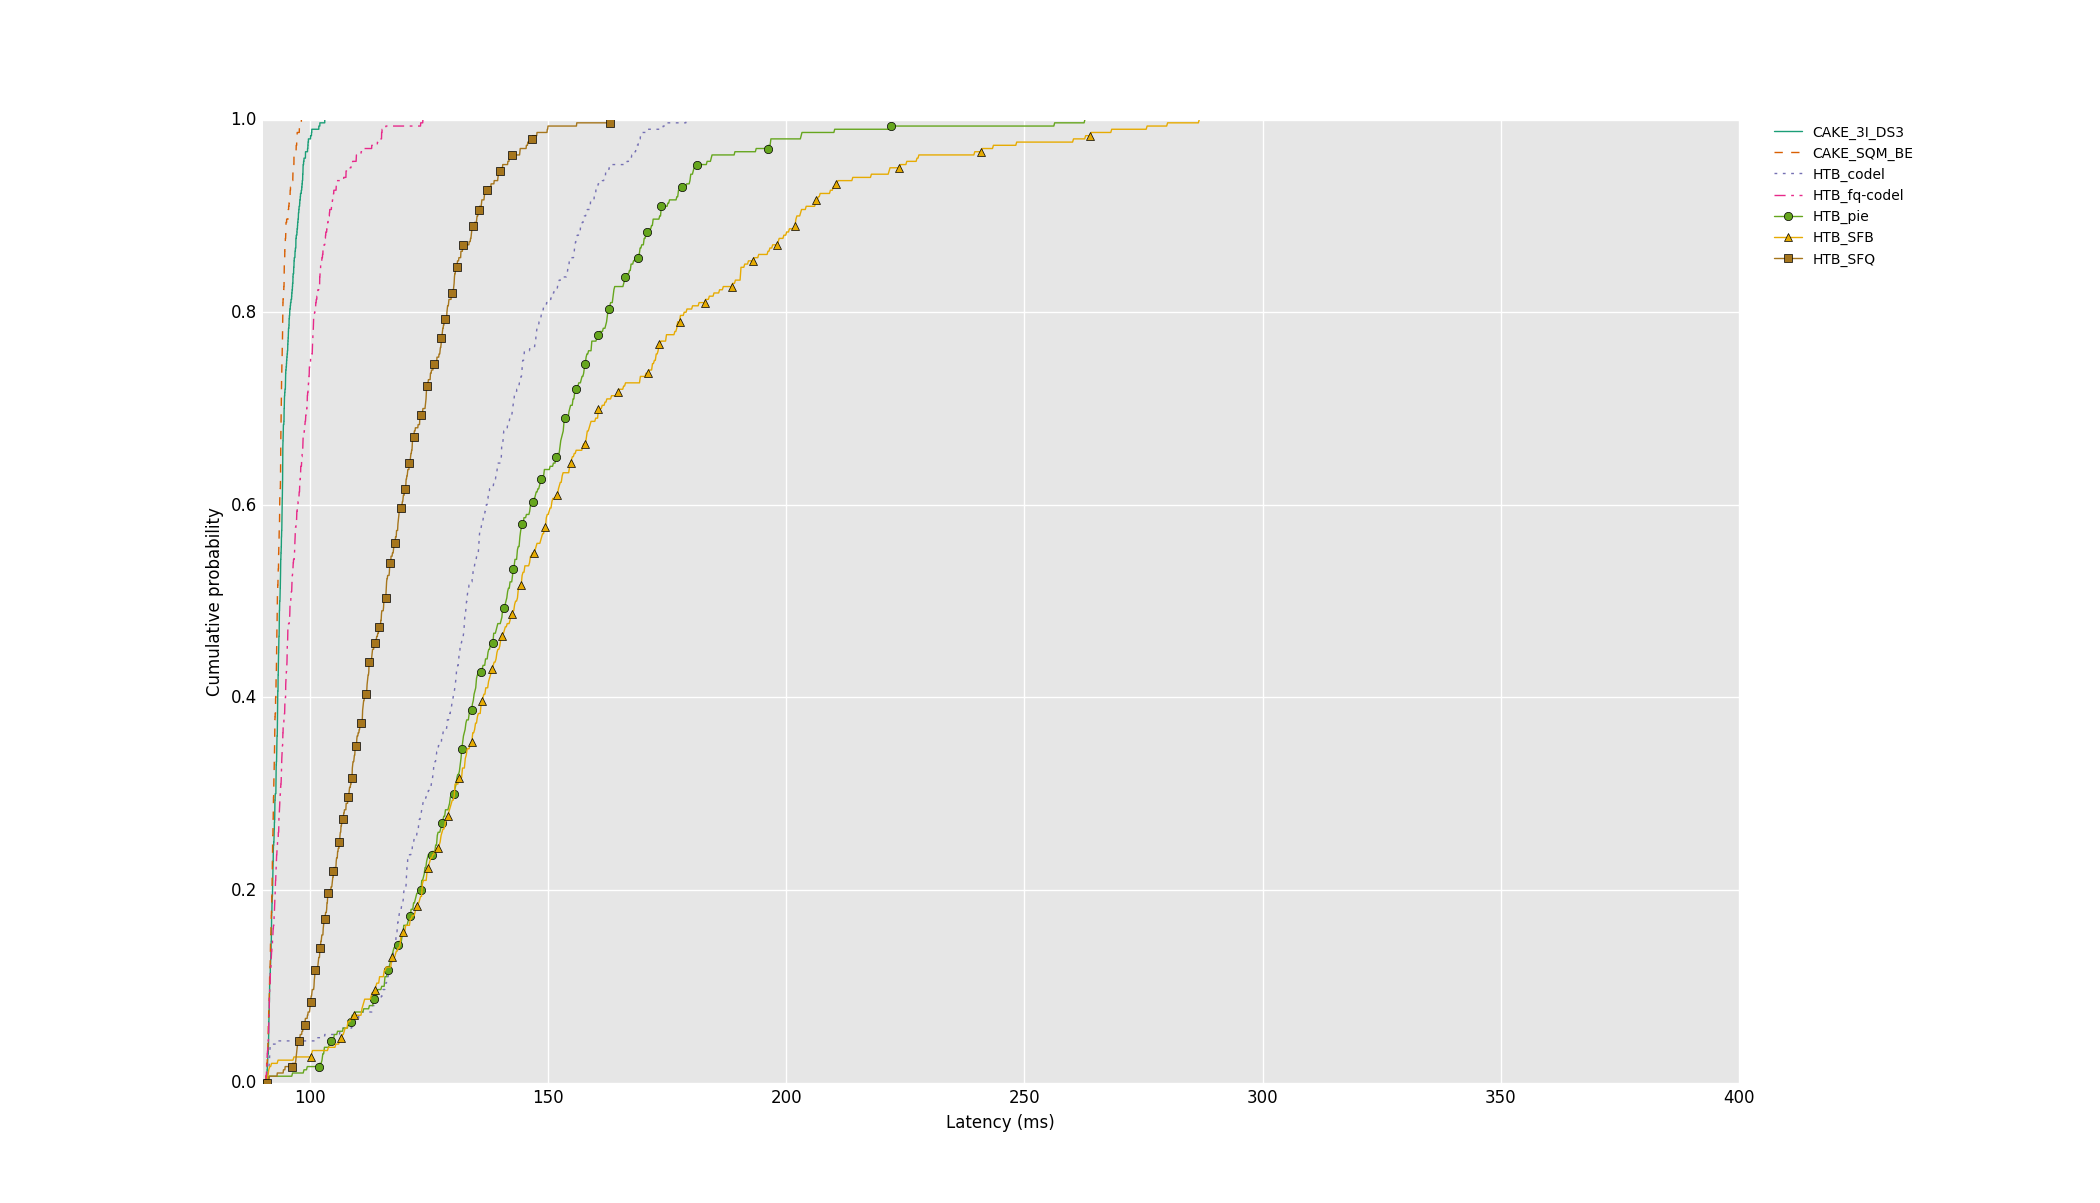 1.0
0.8
0.6
0.4
0.2
0.0
Cumulative probability
100 150 200 250 300 350 400
Latency (ms)
CAKE_3I_DS3
CAKE_SQM_BE
HTB_codel
HTB_fq-codel
HTB_pie
HTB_SFB
HTB_SFQ